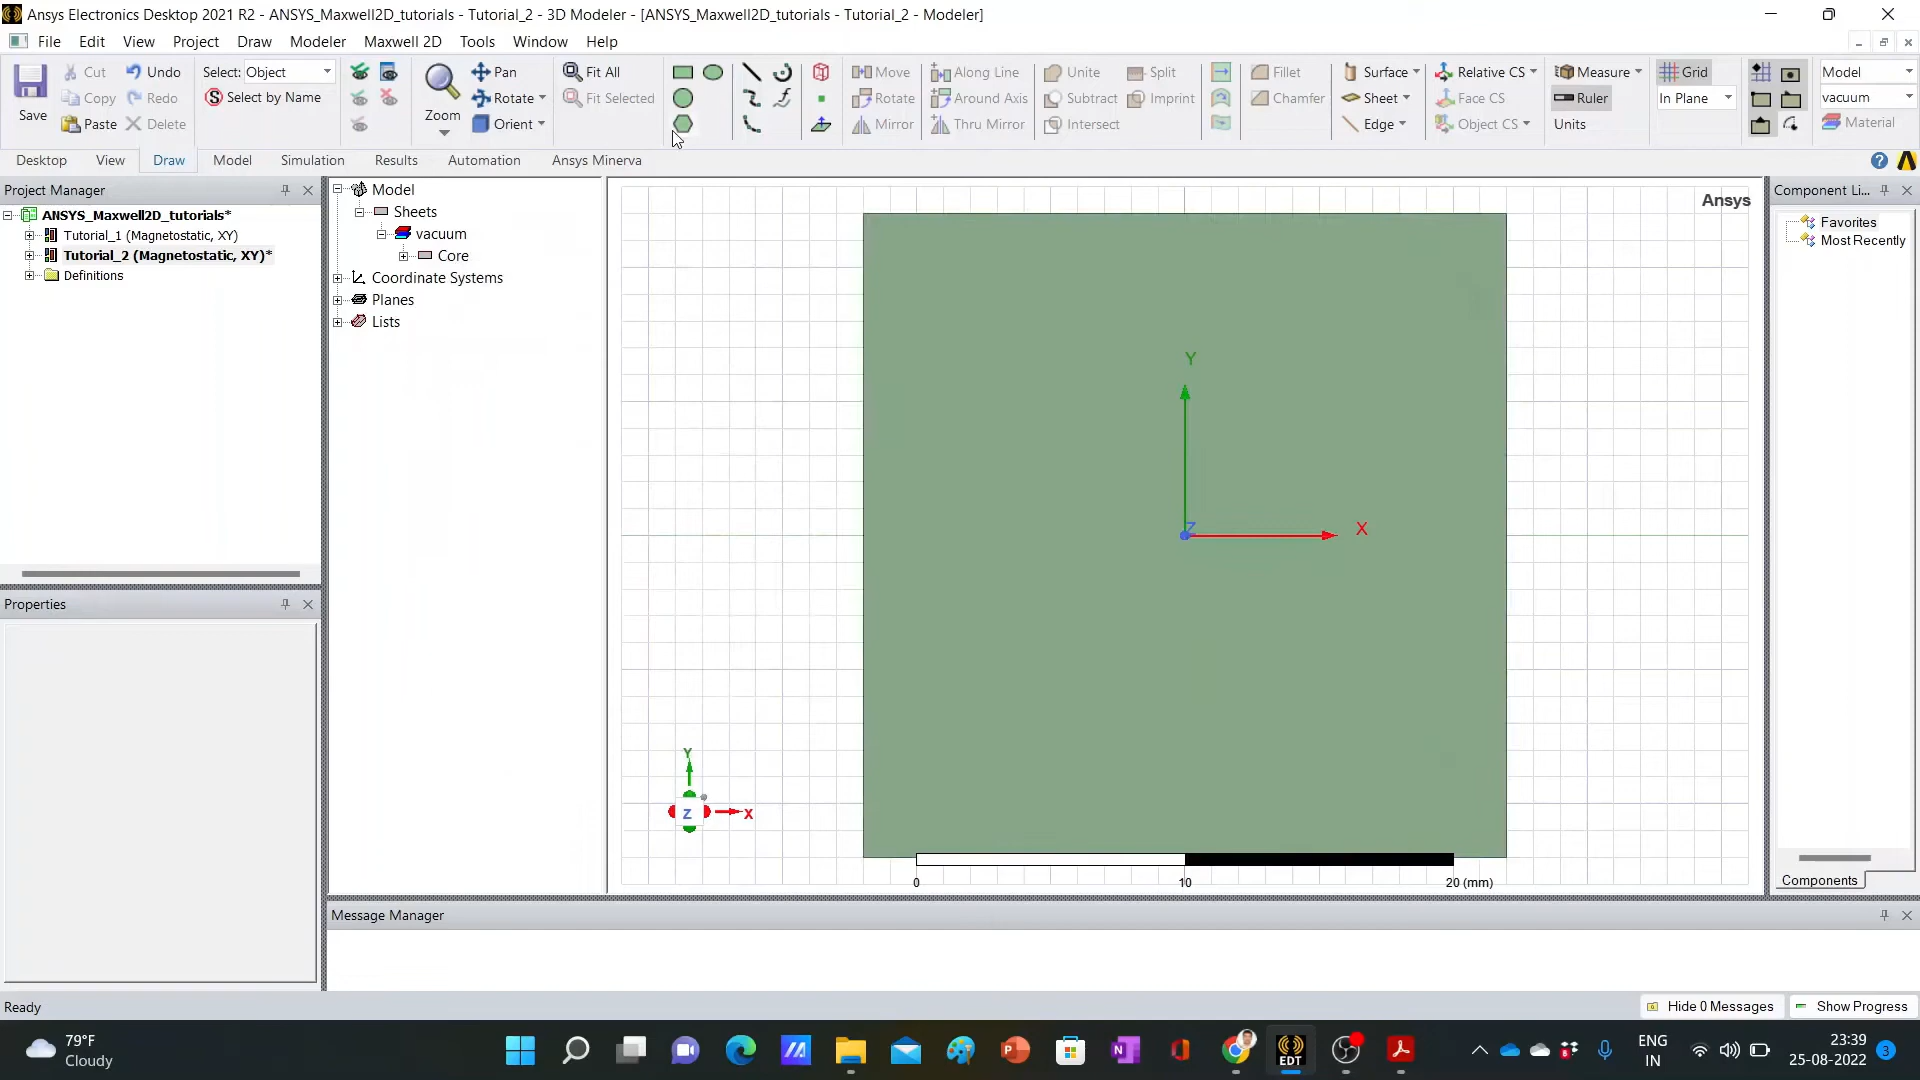 Ansys Electronics Desktop 2021 R2 - ANSYS_Maxwell2D_tutorials - Tutorial_2 - 3D Modeler - [ANSYS_Maxwell2D_tutorials - Tutorial_2 - Modeler]
File Edit View Project Draw Modeler Maxwell 2D Tools Window Help
Cut Undo Select: Object Pan Fit All Move Along Line Unite Split Fillet Surface Relative CS Measure Grid Model
Save Copy Redo Select by Name Zoom Rotate Fit Selected Rotate Around Axis Subtract Imprint Chamfer Sheet Face CS Ruler In Plane vacuum
Paste Delete Orient Mirror Thru Mirror Intersect Edge Object CS Units Material
Desktop View Draw Model Simulation Results Automation Ansys Minerva
Project Manager
ANSYS_Maxwell2D_tutorials*
Tutorial_1 (Magnetostatic, XY)
Tutorial_2 (Magnetostatic, XY)*
Definitions
Properties
Model
Sheets
vacuum
Core
Coordinate Systems
Planes
Lists
Ansys
Y
Z
X
Y
Z
X
0 10 20 (mm)
Component Li...
Favorites
Most Recently
Components
Message Manager
Ready
Hide 0 Messages Show Progress
79°F
Cloudy
EDT
ENG
IN
23:39
25-08-2022
3